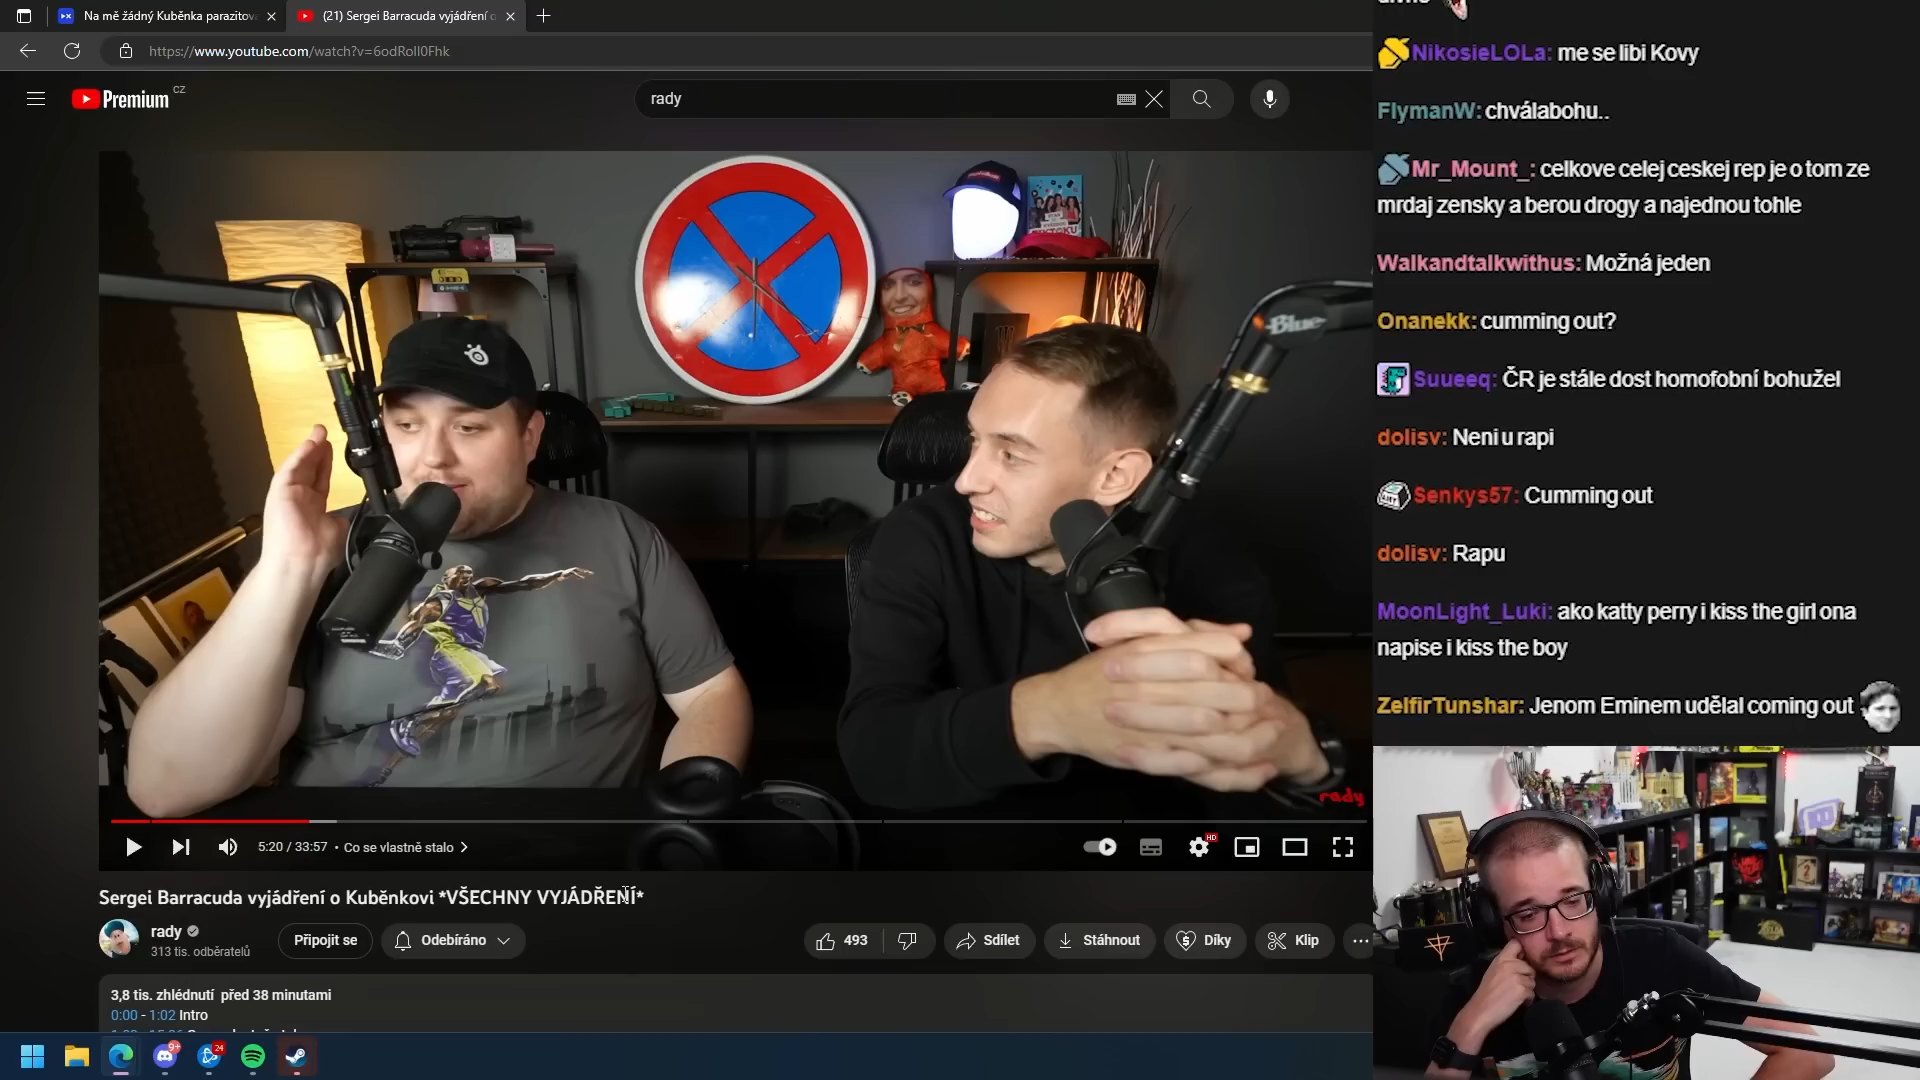 Na mě žádný Kuběnka parazitova
(21) Sergei Barracuda vyjádření o
https://www.youtube.com/watch?v=6odRoll0Fhk
Premium CZ
rady
Blue
rady
5:20 / 33:57 • Co se vlastně stalo
HD
Sergei Barracuda vyjádření o Kuběnkovi *VŠECHNY VYJÁDŘENÍ*
rady
313 tis. odběratelů
Připojit se
Odebíráno
493
Sdílet
Stáhnout
Díky
Klip
3,8 tis. zhlédnutí před 38 minutami
0:00 - 1:02 Intro
9+
24
NikosieLOLa: me se libi Kovy
FlymanW: chválabohu..
Mr_Mount_: celkove celej ceskej rep je o tom ze
mrdaj zensky a berou drogy a najednou tohle
Walkandtalkwithus: Možná jeden
Onanekk: cumming out?
Suueeq: ČR je stále dost homofobní bohužel
dolisv: Neni u rapi
Senkys57: Cumming out
dolisv: Rapu
MoonLight_Luki: ako katty perry i kiss the girl ona
napise i kiss the boy
ZelfirTunshar: Jenom Eminem udělal coming out